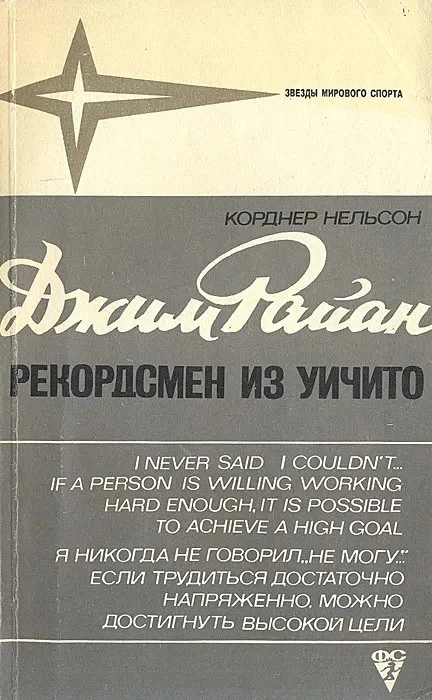 ЗВЕЗДЫ МИРОВОГО СПОРТА
КОРДНЕР НЕЛЬСОН
Джим Райан
РЕКОРДСМЕН ИЗ УИЧИТО
I NEVER SAID I COULDN'T...
IF A PERSON IS WILLING WORKING
HARD ENOUGH, IT IS POSSIBLE
TO ACHIEVE A HIGH GOAL
Я НИКОГДА НЕ ГОВОРИЛ „НЕ МОГУ..."
ЕСЛИ ТРУДИТЬСЯ ДОСТАТОЧНО
НАПРЯЖЕННО, МОЖНО
ДОСТИГНУТЬ ВЫСОКОЙ ЦЕЛИ
ФС